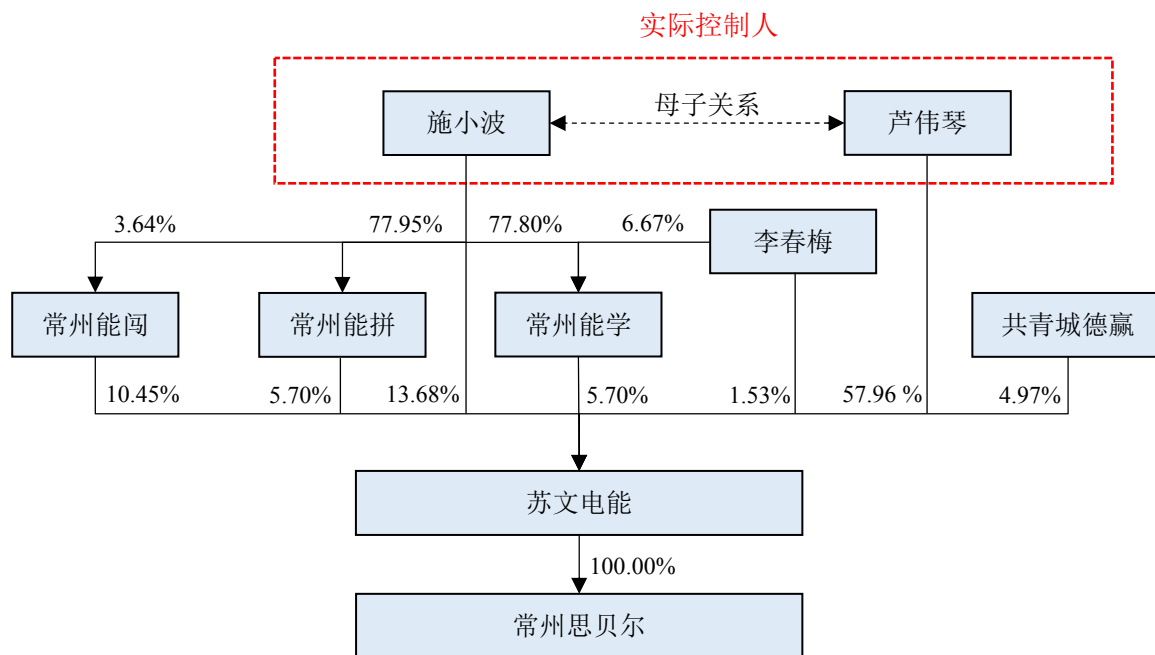 实际控制人
母子关系
施小波
芦伟琴
3.64%
77.95%
77.80%
6.67%
李春梅
常州能闯
常州能拼
常州能学
共青城德赢
10.45%
5.70%
13.68%
5.70%
1.53%
57.96 %
4.97%
苏文电能
100.00%
常州思贝尔